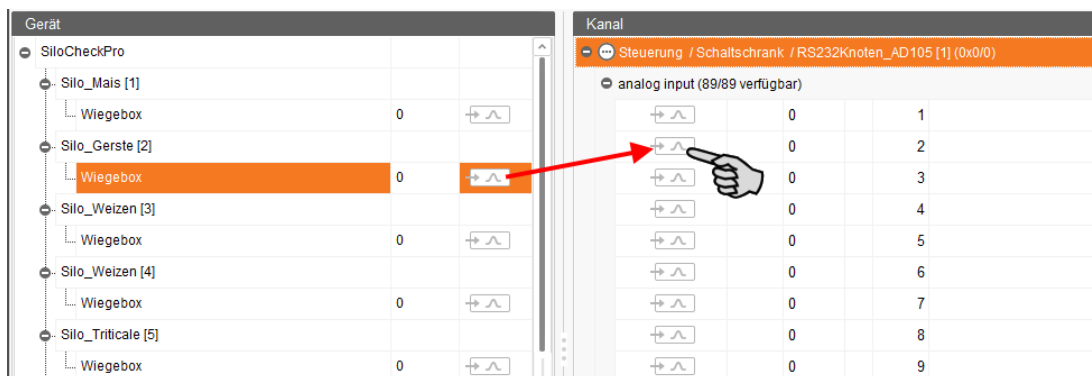 Gerät
SiloCheckPro
Silo_Mais [1]
Wiegebox 0
Silo_Gerste [2]
Wiegebox 0
Silo_Weizen [3]
Wiegebox 0
Silo_Weizen [4]
Wiegebox 0
Silo_Triticale [5]
Wiegebox 0
Kanal
Steuerung / Schaltschrank / RS232Knoten_AD105 [1] (0x0/0)
analog input (89/89 verfügbar)
0 1
0 2
0 3
0 4
0 5
0 6
0 7
0 8
0 9